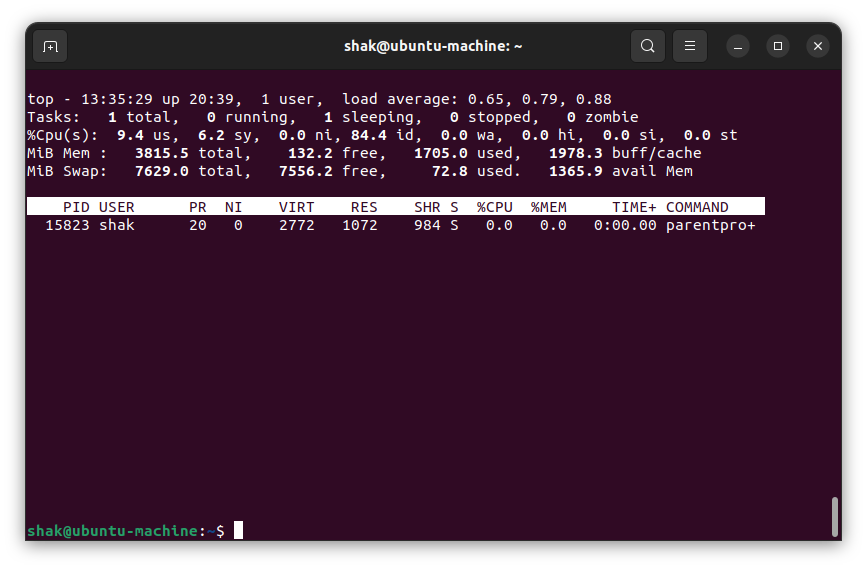 shak@ubuntu-machine: ~
top - 13:35:29 up 20:39,  1 user,  load average: 0.65, 0.79, 0.88
Tasks:   1 total,   0 running,   1 sleeping,   0 stopped,   0 zombie
%Cpu(s):  9.4 us,  6.2 sy,  0.0 ni, 84.4 id,  0.0 wa,  0.0 hi,  0.0 si,  0.0 st
MiB Mem :   3815.5 total,    132.2 free,   1705.0 used,   1978.3 buff/cache
MiB Swap:   7629.0 total,   7556.2 free,     72.8 used.   1365.9 avail Mem
    PID USER      PR  NI    VIRT    RES    SHR S  %CPU  %MEM     TIME+ COMMAND
  15823 shak      20   0    2772   1072    984 S   0.0   0.0   0:00.00 parentpro+
shak@ubuntu-machine:~$